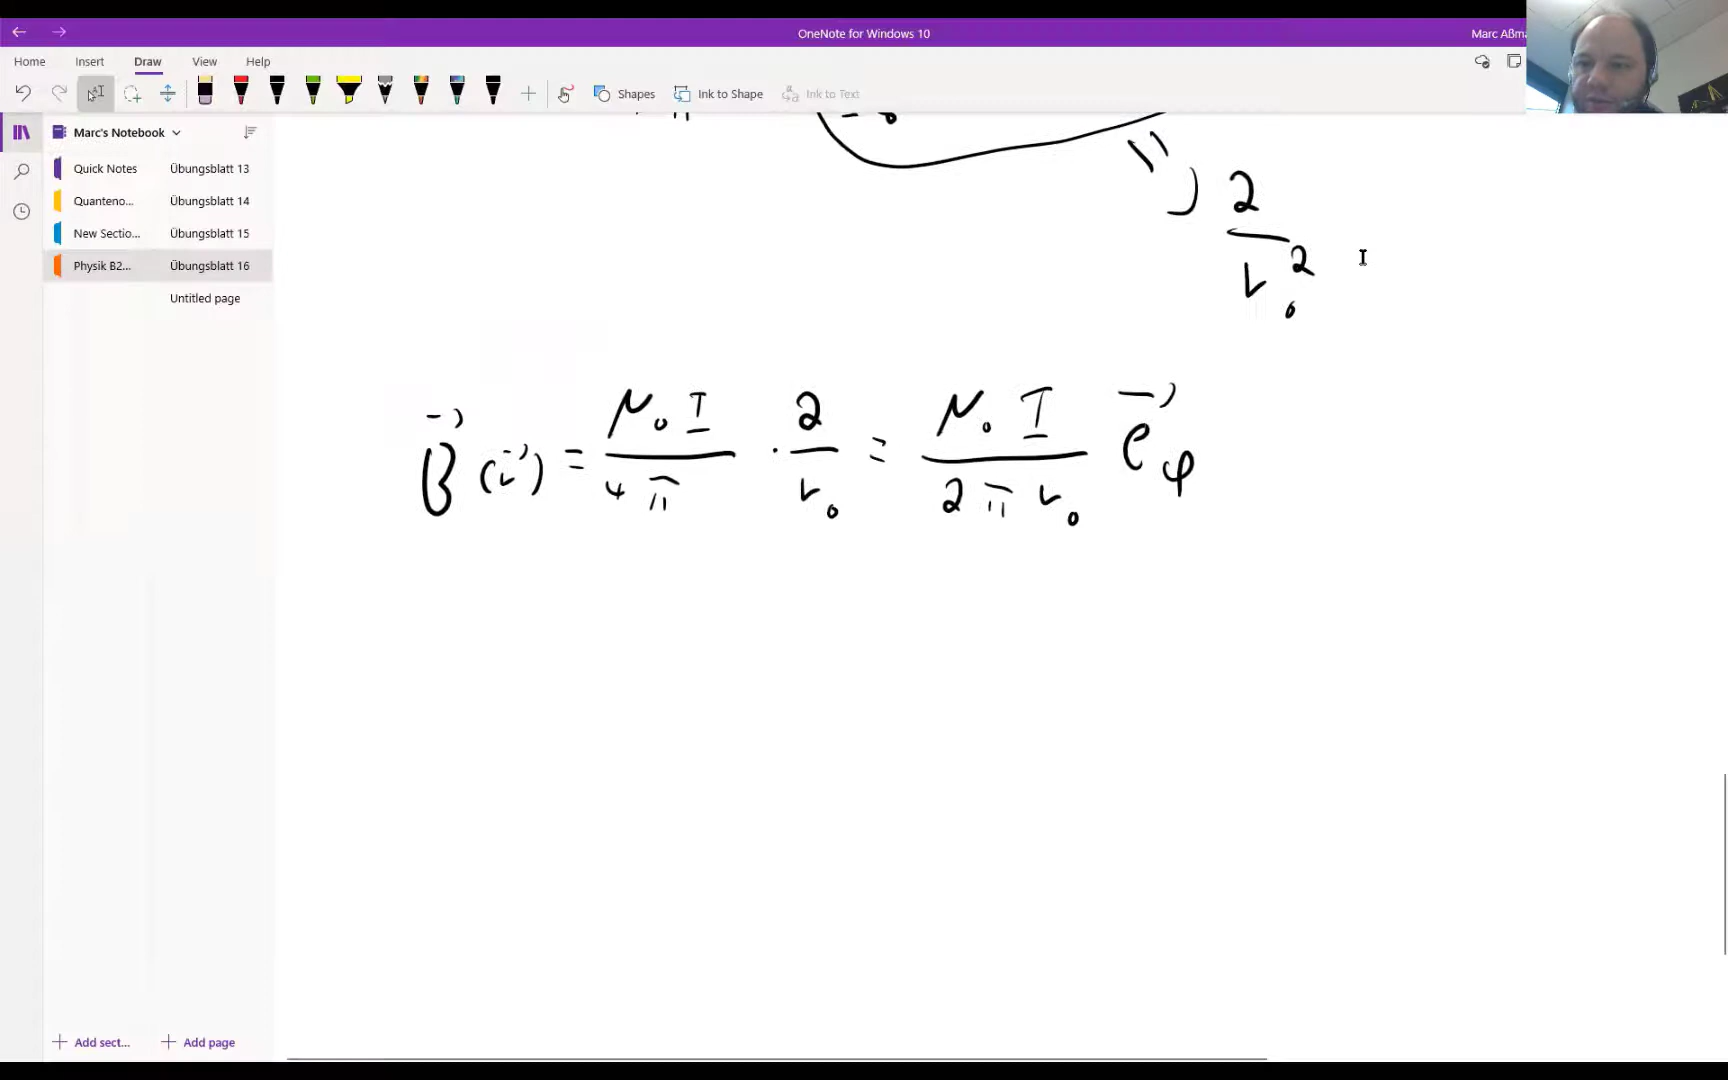 OneNote for Windows 10
Marc Aßma
Home Insert Draw View Help
Shapes Ink to Shape Ink to Text
Marc's Notebook
Quick Notes Übungsblatt 13
Quanteno... Übungsblatt 14
New Sectio... Übungsblatt 15
Physik B2... Übungsblatt 16
Untitled page
2 / r₀²
B⃗(r⃗) = μ₀ I / 4π · 2 / r₀ = μ₀ I / 2π r₀ e⃗φ
Add sect... Add page